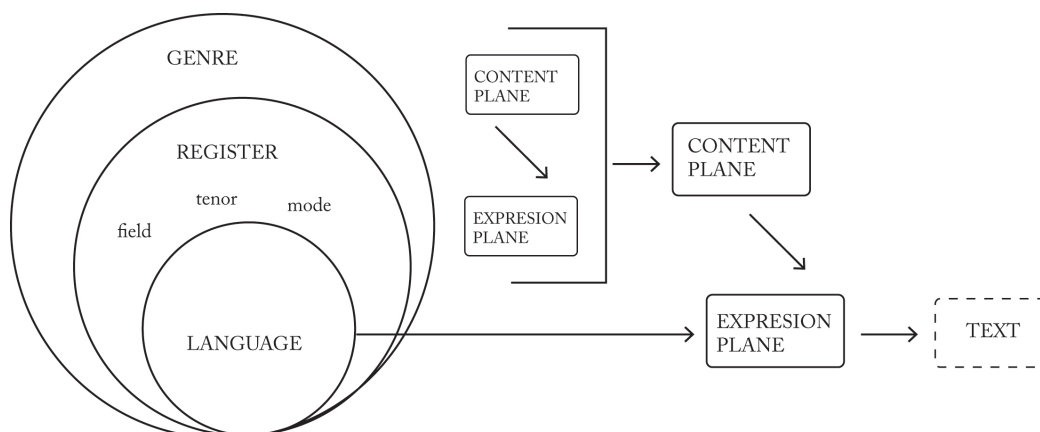 GENRE
REGISTER
tenor
mode
field
LANGUAGE
CONTENT
PLANE
EXPRESION
PLANE
CONTENT
PLANE
EXPRESION
PLANE
TEXT